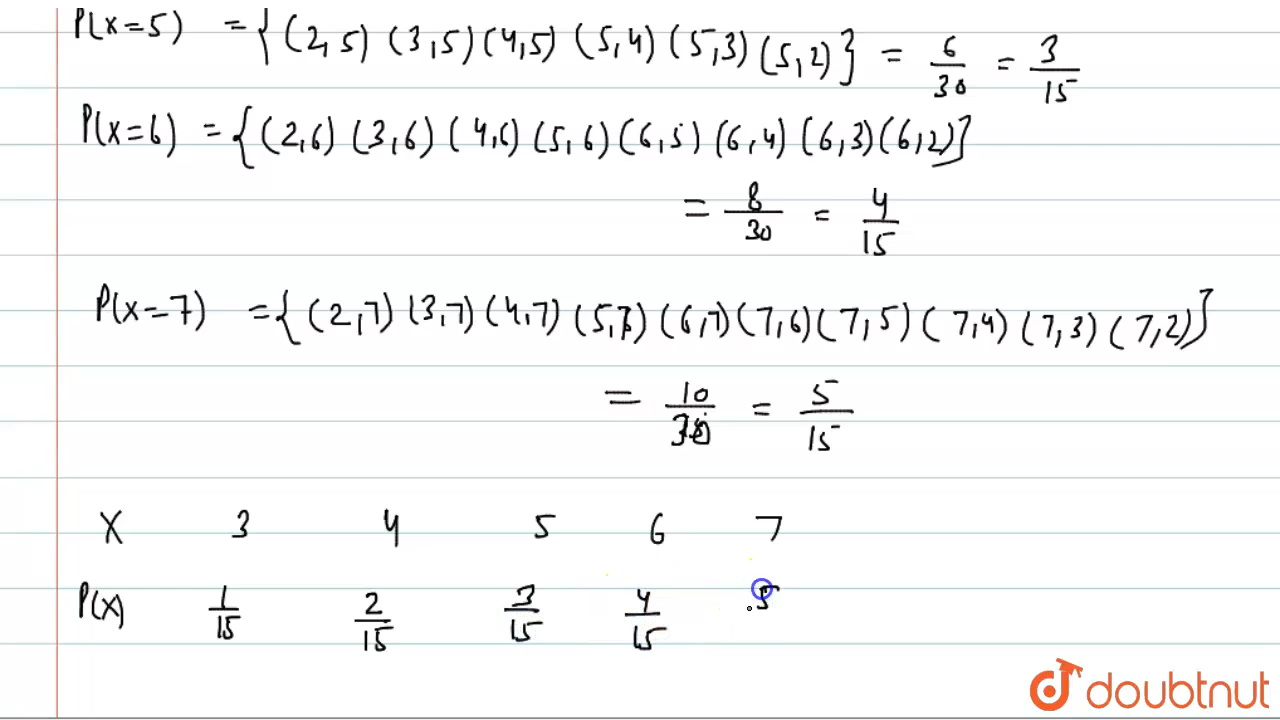 P(X=5) = {(2,5) (3,5) (4,5) (5,4) (5,3) (5,2)} = 6/30 = 3/15
P(X=6) = {(2,6) (3,6) (4,6) (5,6) (6,5) (6,4) (6,3) (6,2)}
= 8/30 = 4/15
P(X=7) = {(2,7) (3,7) (4,7) (5,7) (6,7) (7,6) (7,5) (7,4) (7,3) (7,2)}
= 10/30 = 5/15
X 3 4 5 6 7
P(X) 1/15 2/15 3/15 4/15 5
doubtnut